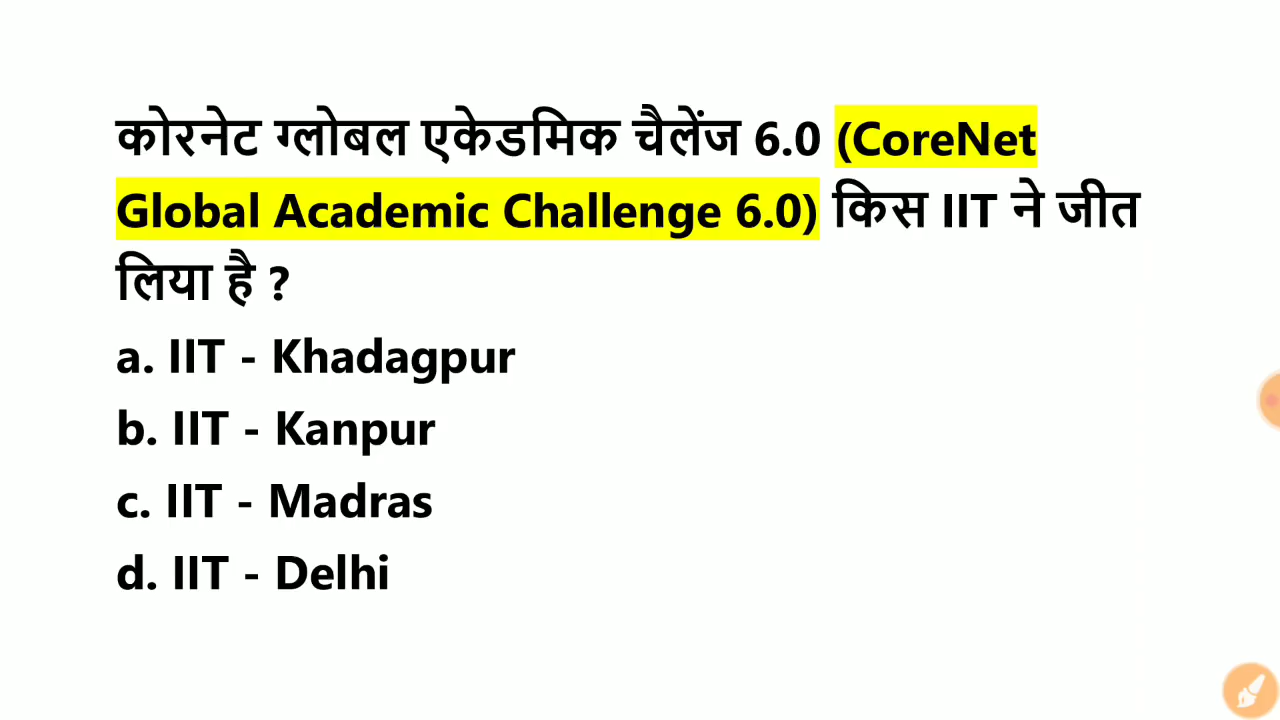 कोरनेट ग्लोबल एकेडमिक चैलेंज 6.0 (CoreNet
Global Academic Challenge 6.0) किस IIT ने जीत
लिया है ?
a. IIT - Khadagpur
b. IIT - Kanpur
c. IIT - Madras
d. IIT - Delhi